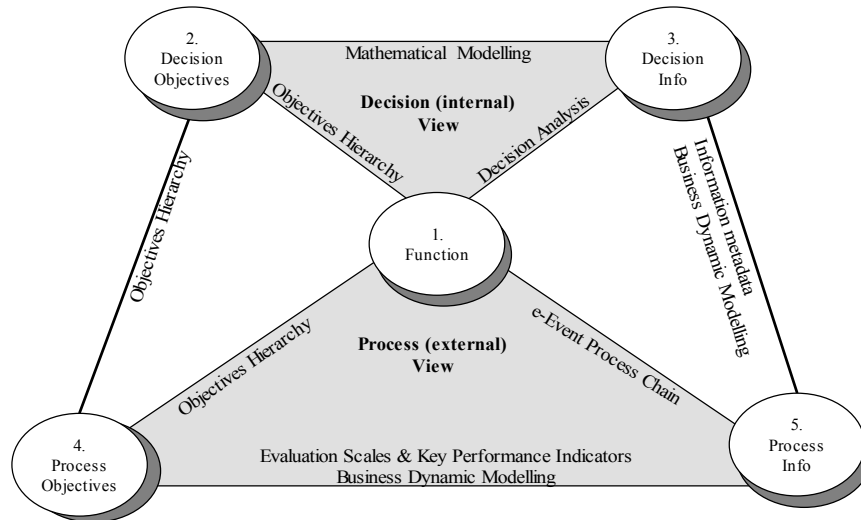 2.
Decision
Objectives
Mathematical Modelling
3.
Decision
Info
Objectives Hierarchy
Decision (internal)
View
Decision Analysis
Objectives Hierarchy
Information metadata
Business Dynamic Modelling
1.
Function
Objectives Hierarchy
Process (external)
View
e-Event Process Chain
4.
Process
Objectives
Evaluation Scales & Key Performance Indicators
Business Dynamic Modelling
5.
Process
Info